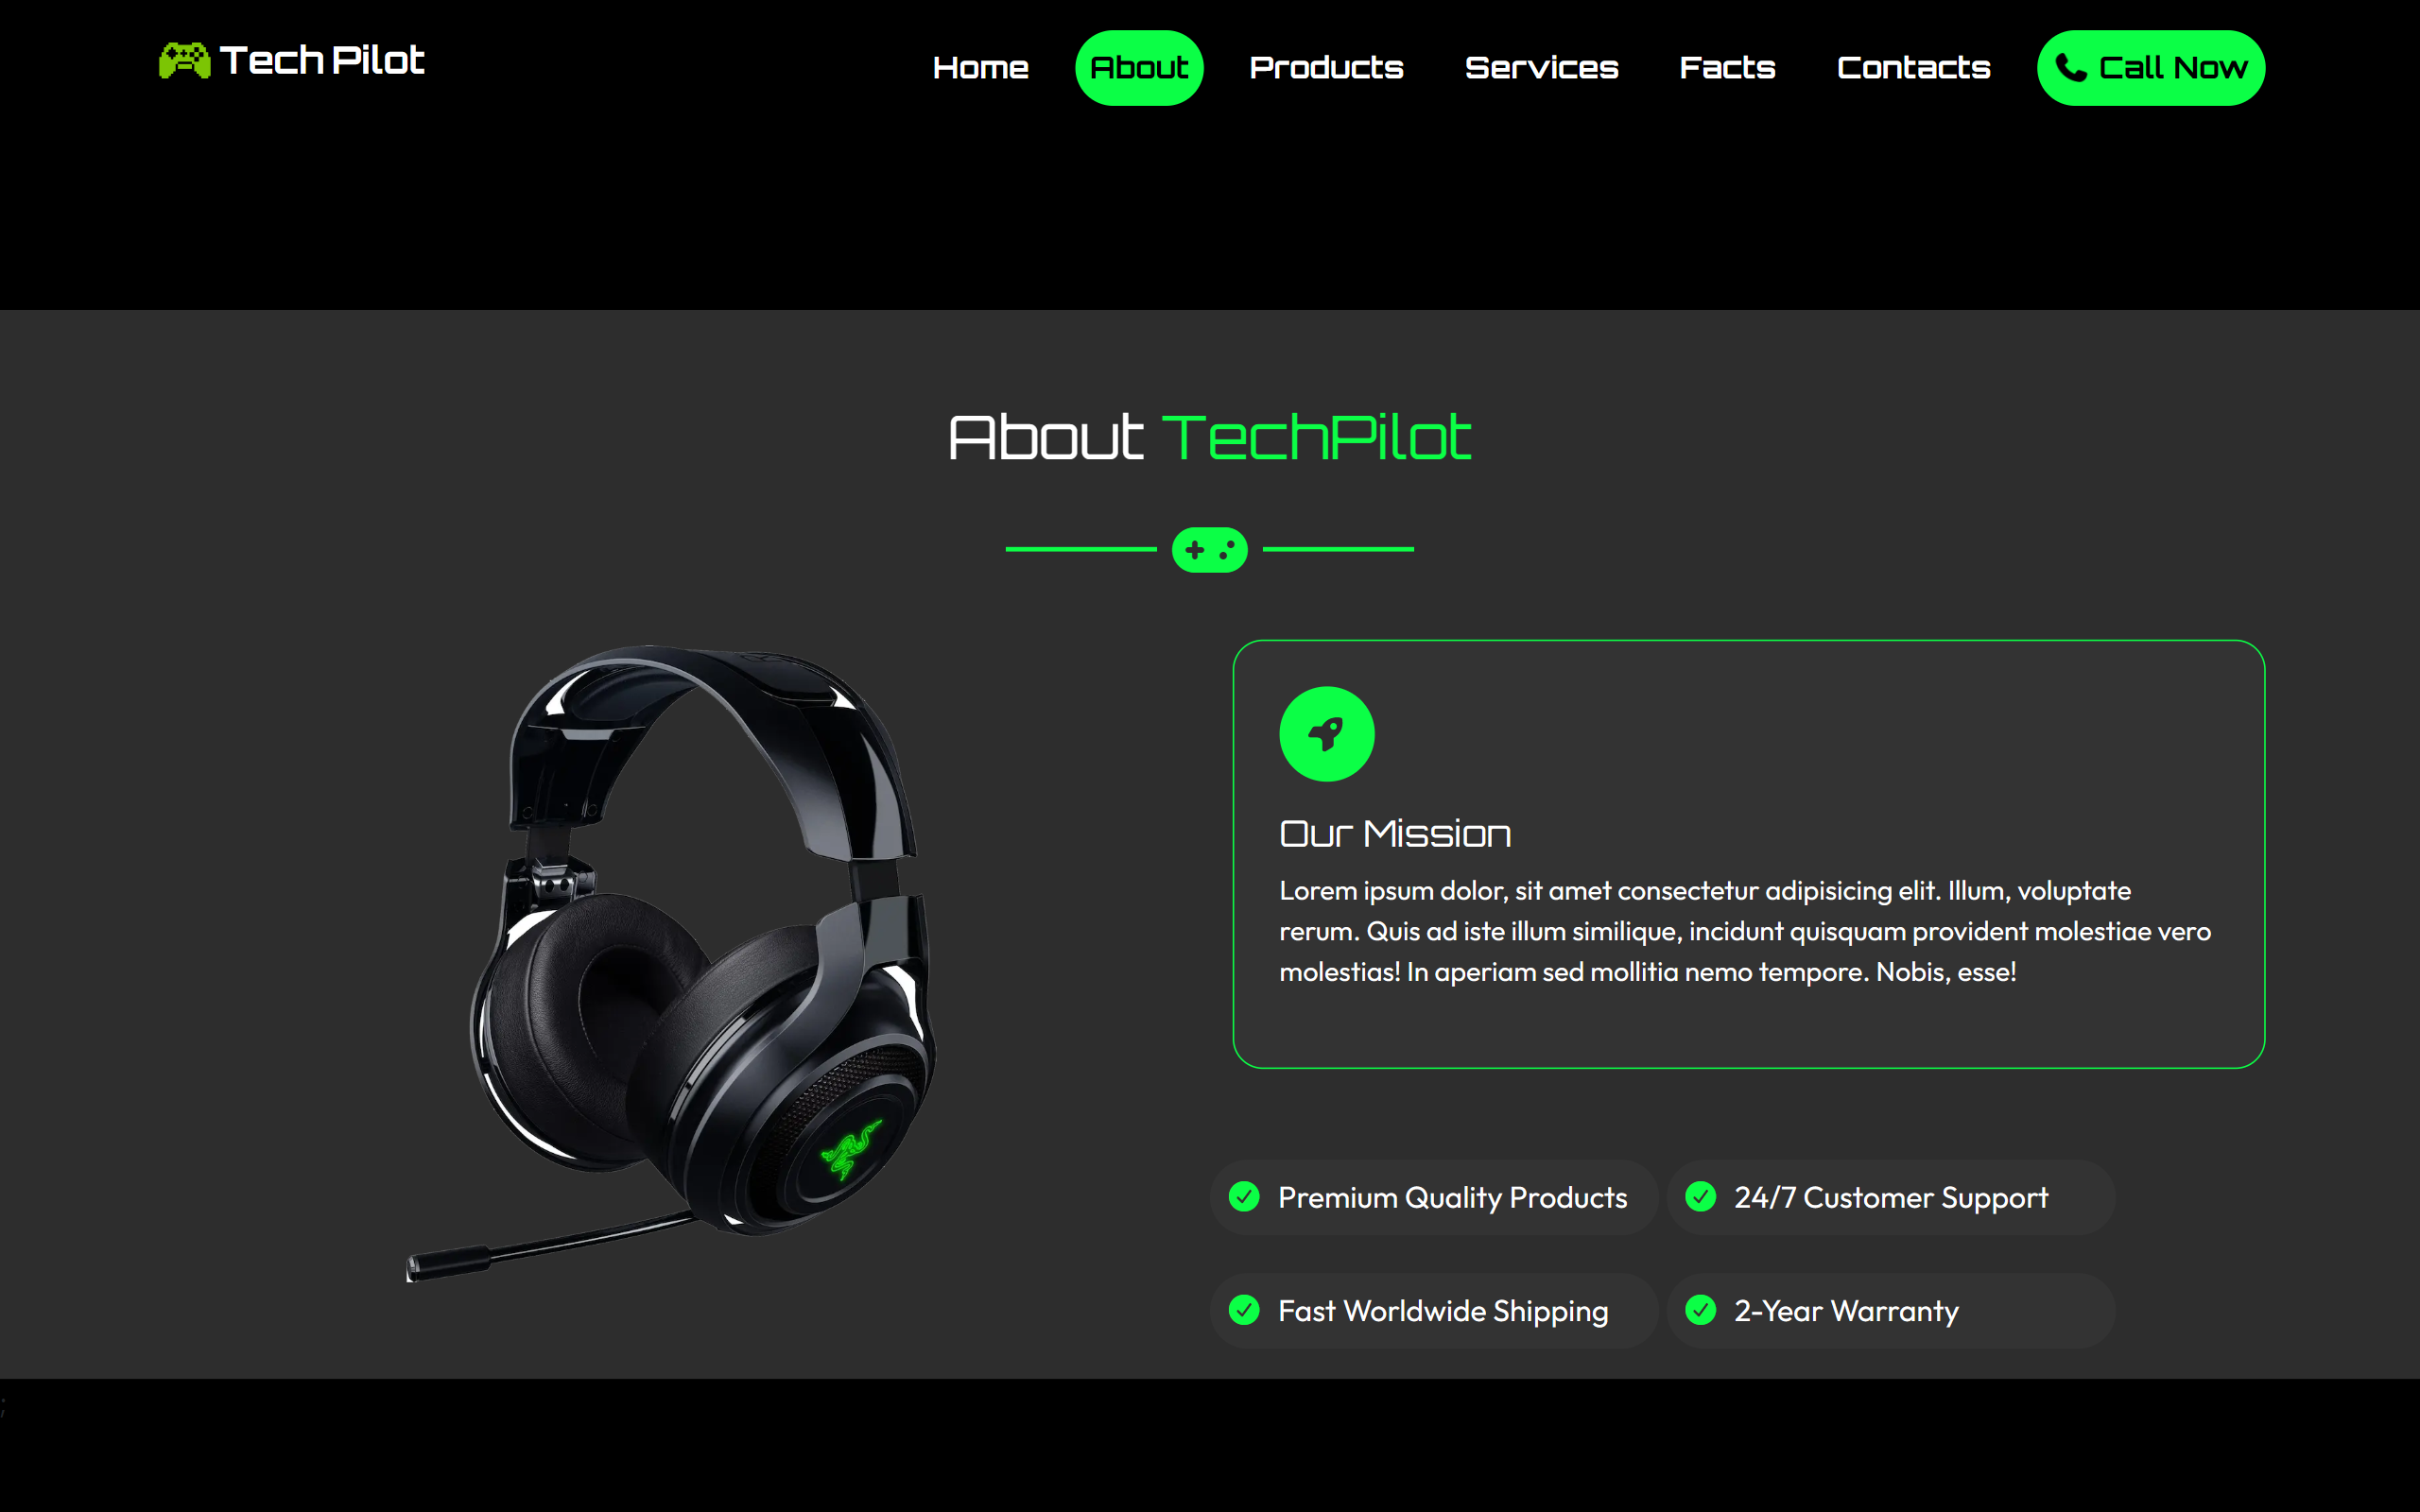 Tech Pilot
Home About Products Services Facts Contacts Call Now
About TechPilot
Our Mission
Lorem ipsum dolor, sit amet consectetur adipisicing elit. Illum, voluptate
rerum. Quis ad iste illum similique, incidunt quisquam provident molestiae vero
molestias! In aperiam sed mollitia nemo tempore. Nobis, esse!
Premium Quality Products
24/7 Customer Support
Fast Worldwide Shipping
2-Year Warranty
;